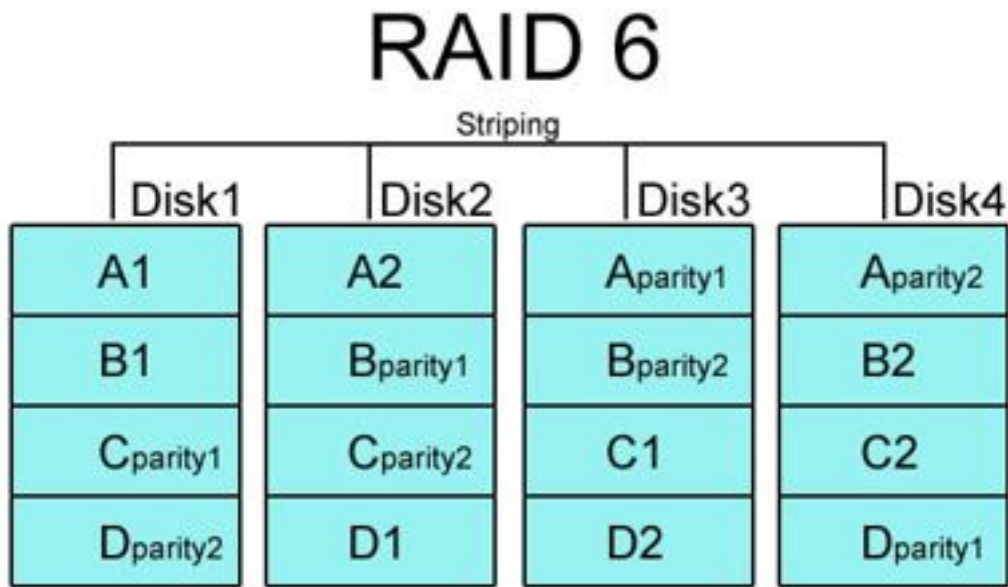 RAID 6
Striping
Disk1 Disk2 Disk3 Disk4
A1 A2 Aparity1 Aparity2
B1 Bparity1 Bparity2 B2
Cparity1 Cparity2 C1 C2
Dparity2 D1 D2 Dparity1